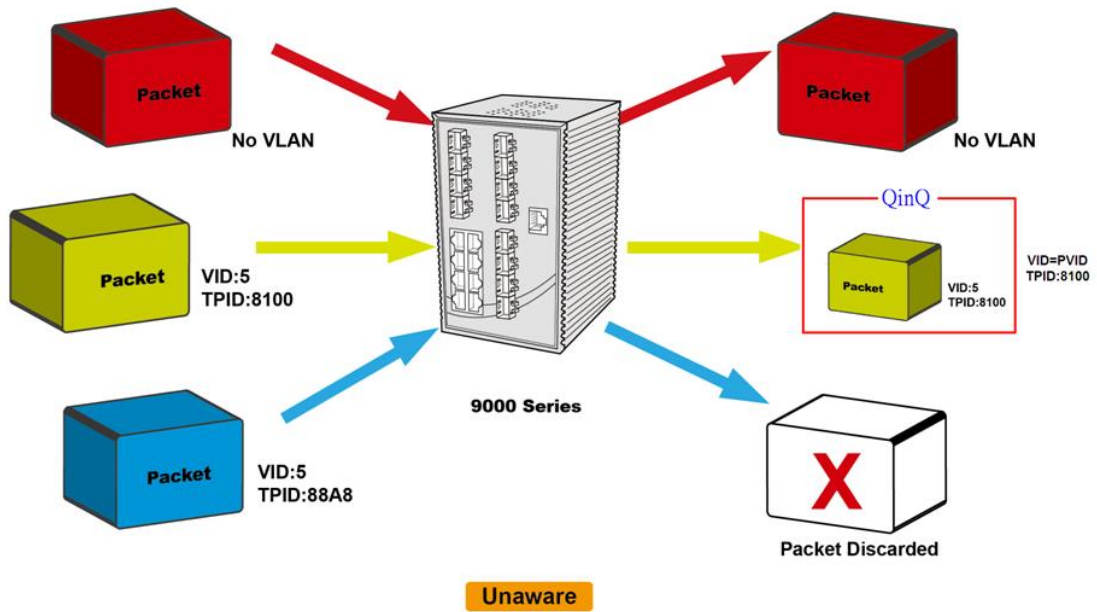 Packet
No VLAN
Packet
No VLAN
Packet
VID:5
TPID:8100
QinQ
Packet
VID:5
TPID:8100
VID=PVID
TPID:8100
9000 Series
Packet
VID:5
TPID:88A8
X
Packet Discarded
Unaware